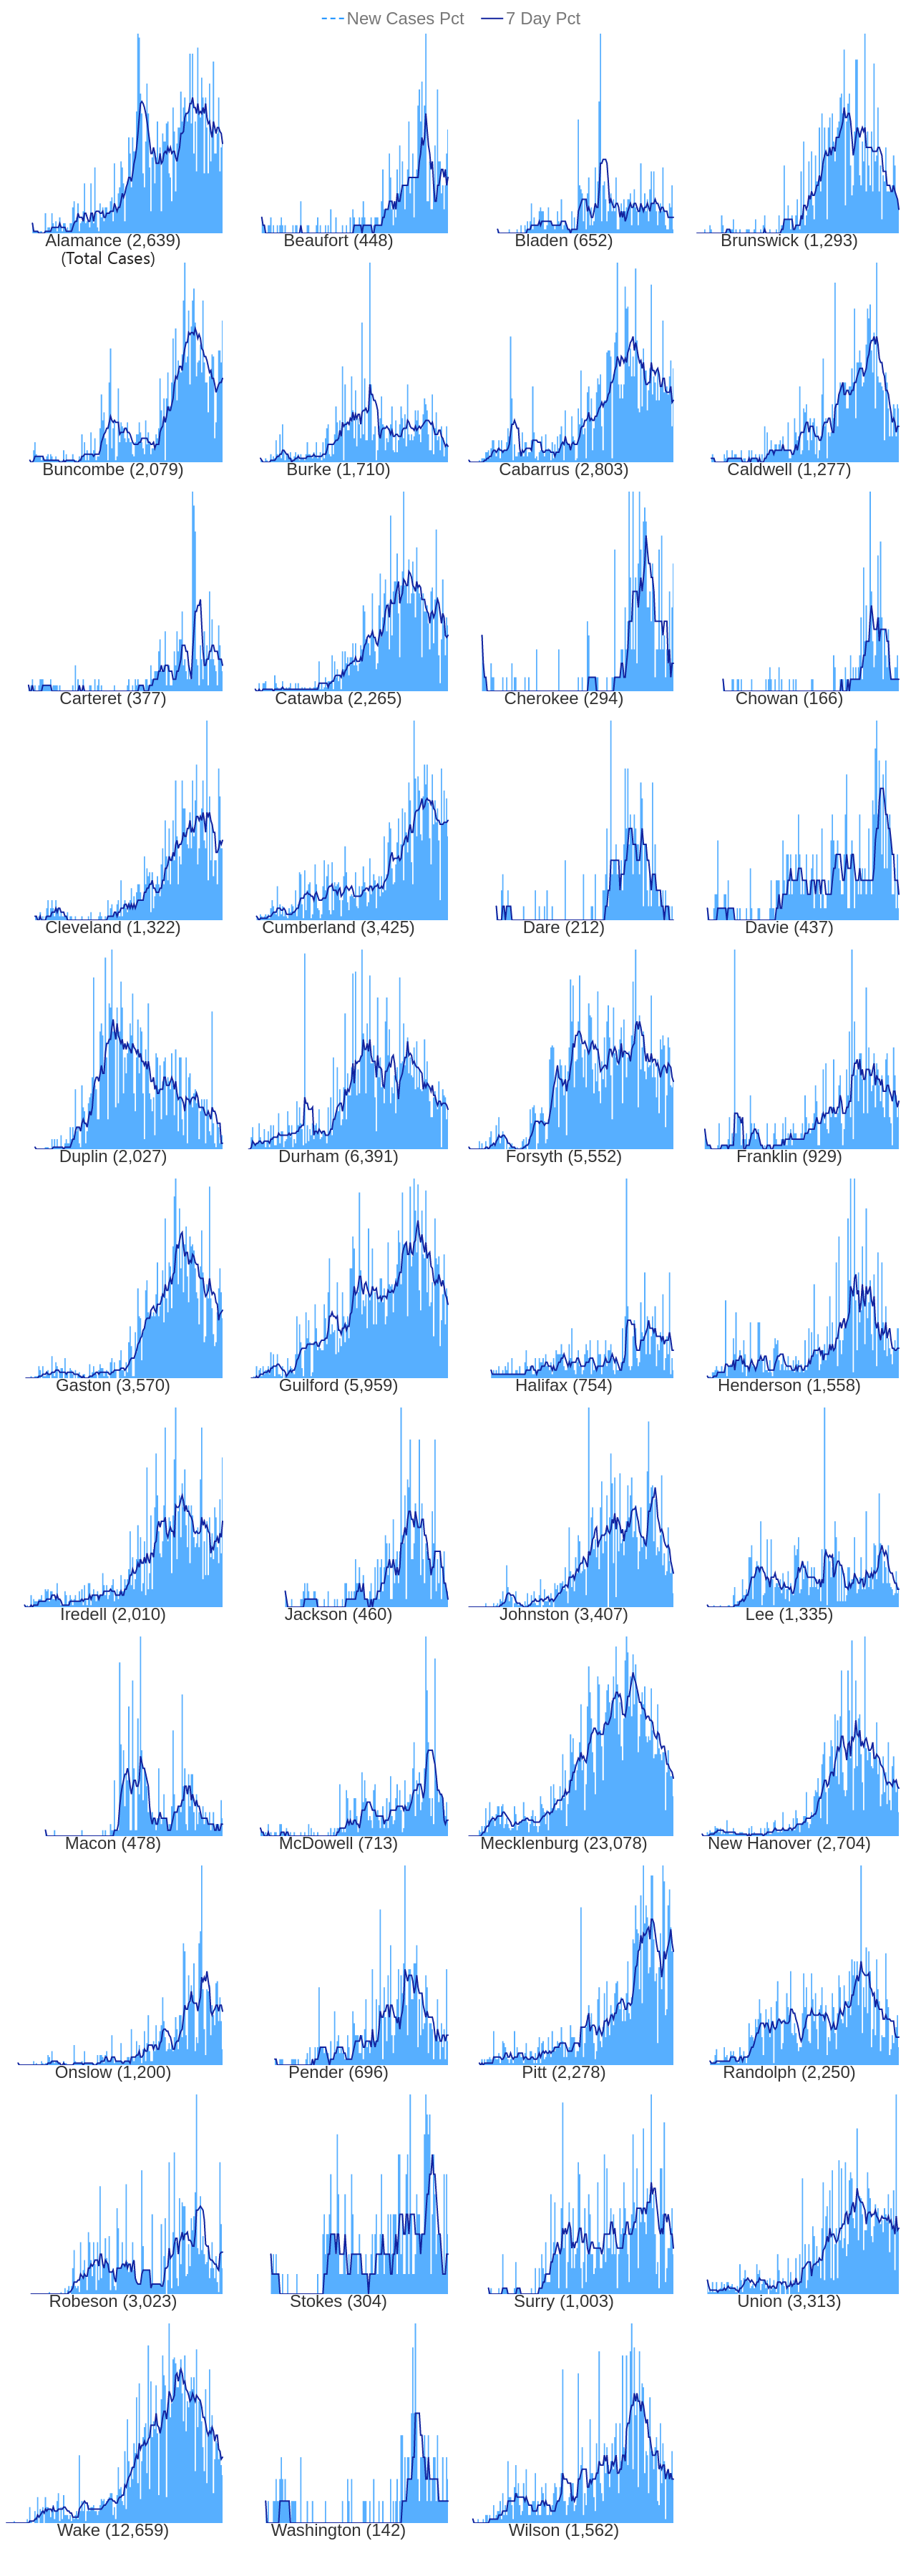 New Cases Pct 7 Day Pct
Alamance (2,639) Beaufort (448) Bladen (652) Brunswick (1,293)
(Total Cases)
Buncombe (2,079) Burke (1,710) Cabarrus (2,803) Caldwell (1,277)
Carteret (377) Catawba (2,265) Cherokee (294) Chowan (166)
Cleveland (1,322) Cumberland (3,425) Dare (212) Davie (437)
Duplin (2,027) Durham (6,391) Forsyth (5,552) Franklin (929)
Gaston (3,570) Guilford (5,959) Halifax (754) Henderson (1,558)
Iredell (2,010) Jackson (460) Johnston (3,407) Lee (1,335)
Macon (478) McDowell (713) Mecklenburg (23,078) New Hanover (2,704)
Onslow (1,200) Pender (696) Pitt (2,278) Randolph (2,250)
Robeson (3,023) Stokes (304) Surry (1,003) Union (3,313)
Wake (12,659) Washington (142) Wilson (1,562)